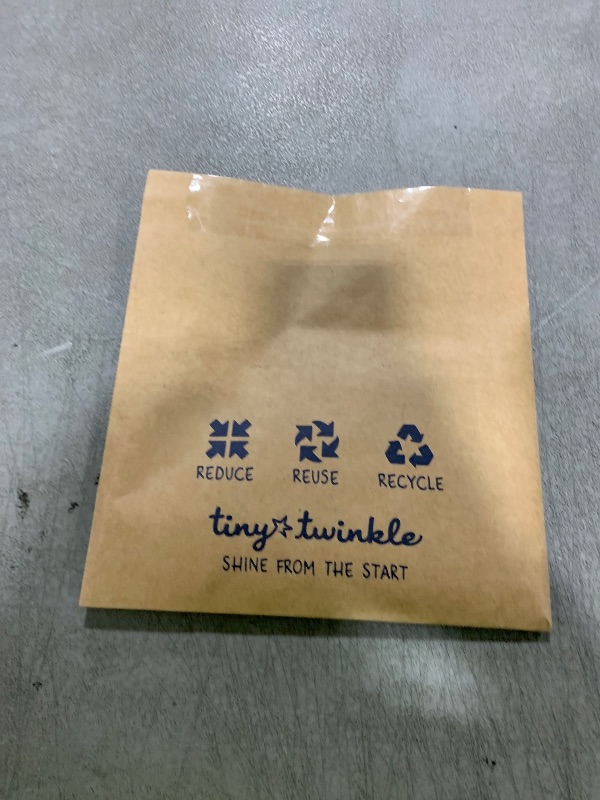 REDUCE REUSE RECYCLE
tiny twinkle
SHINE FROM THE START